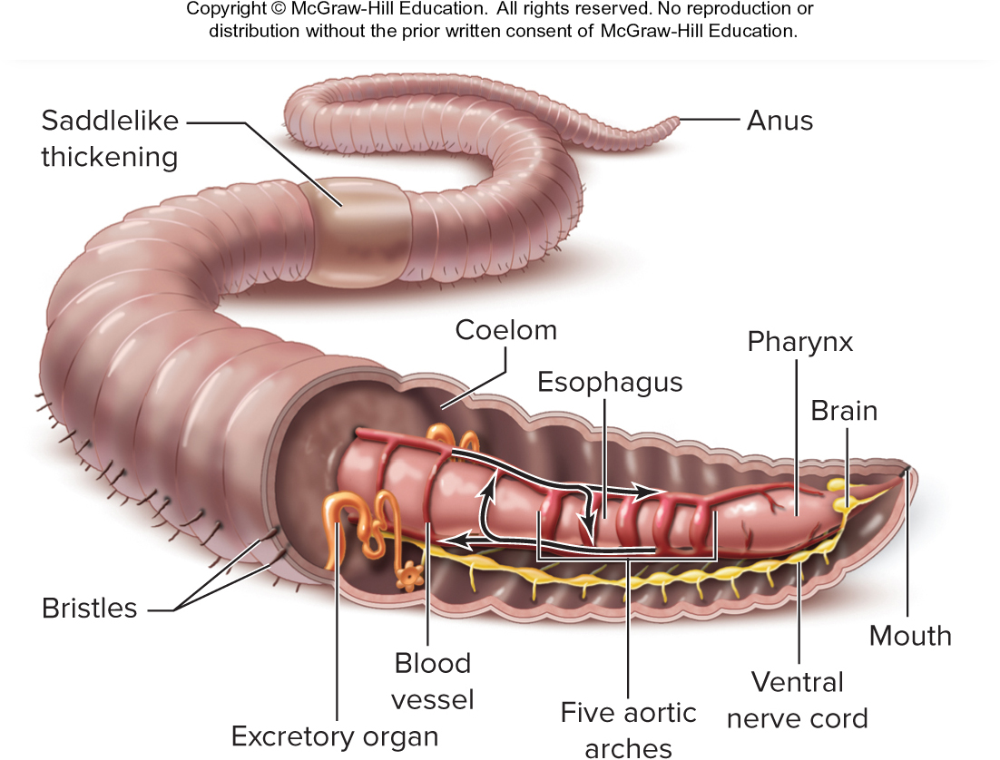 Copyright © McGraw-Hill Education. All rights reserved. No reproduction or
distribution without the prior written consent of McGraw-Hill Education.
Saddlelike
thickening
Anus
Coelom
Pharynx
Esophagus
Brain
Bristles
Mouth
Blood
vessel
Ventral
nerve cord
Five aortic
arches
Excretory organ